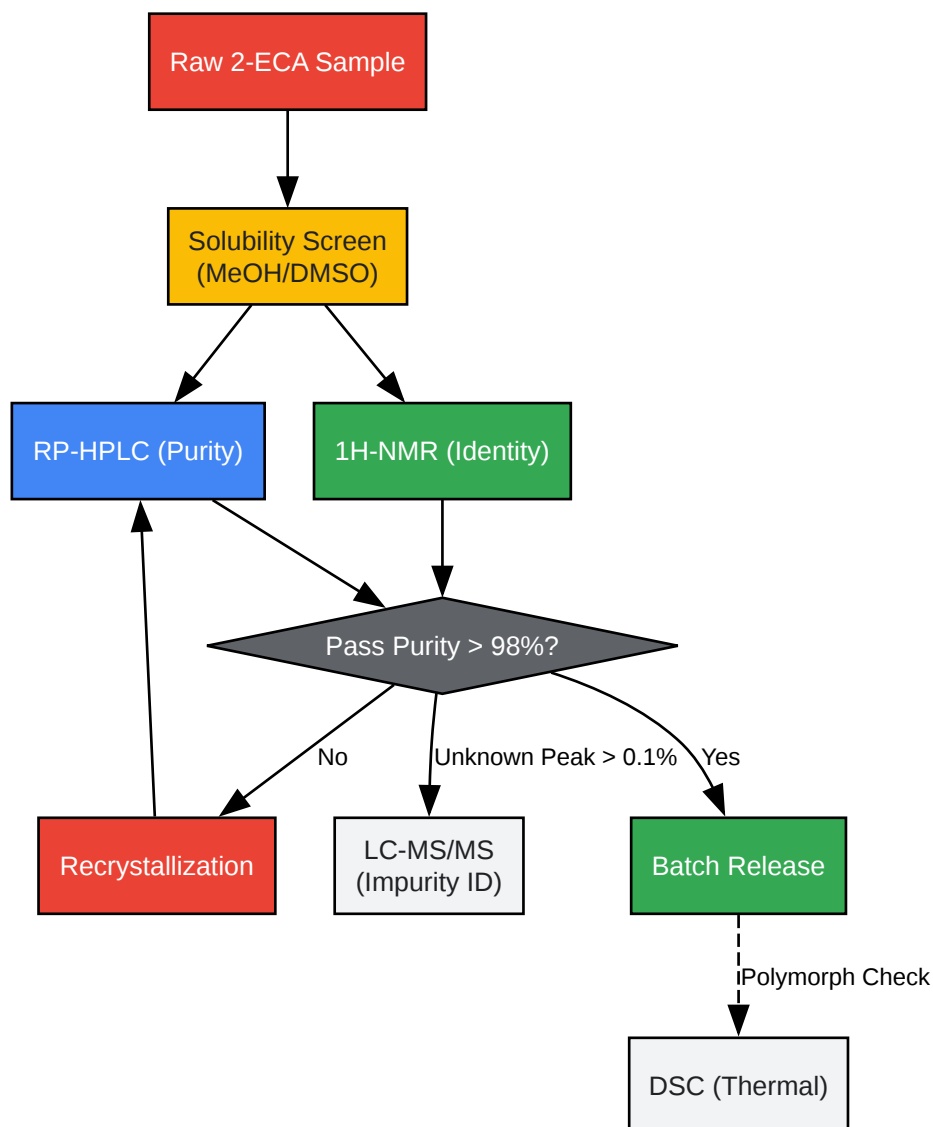 Raw 2-ECA Sample
Solubility Screen
(MeOH/DMSO)
RP-HPLC (Purity)
1H-NMR (Identity)
Pass Purity > 98%?
No
Unknown Peak > 0.1%
Yes
Recrystallization
LC-MS/MS
(Impurity ID)
Batch Release
Polymorph Check
DSC (Thermal)